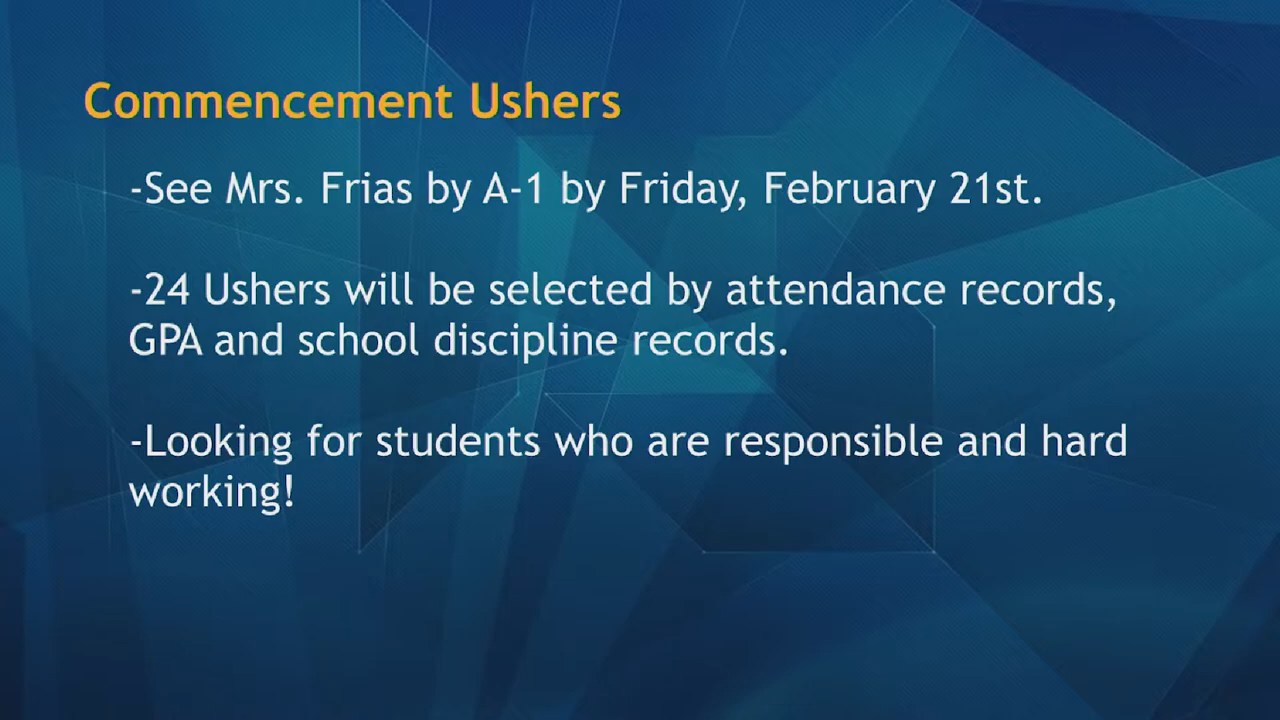 Commencement Ushers
-See Mrs. Frias by A-1 by Friday, February 21st.
-24 Ushers will be selected by attendance records,
GPA and school discipline records.
-Looking for students who are responsible and hard
working!